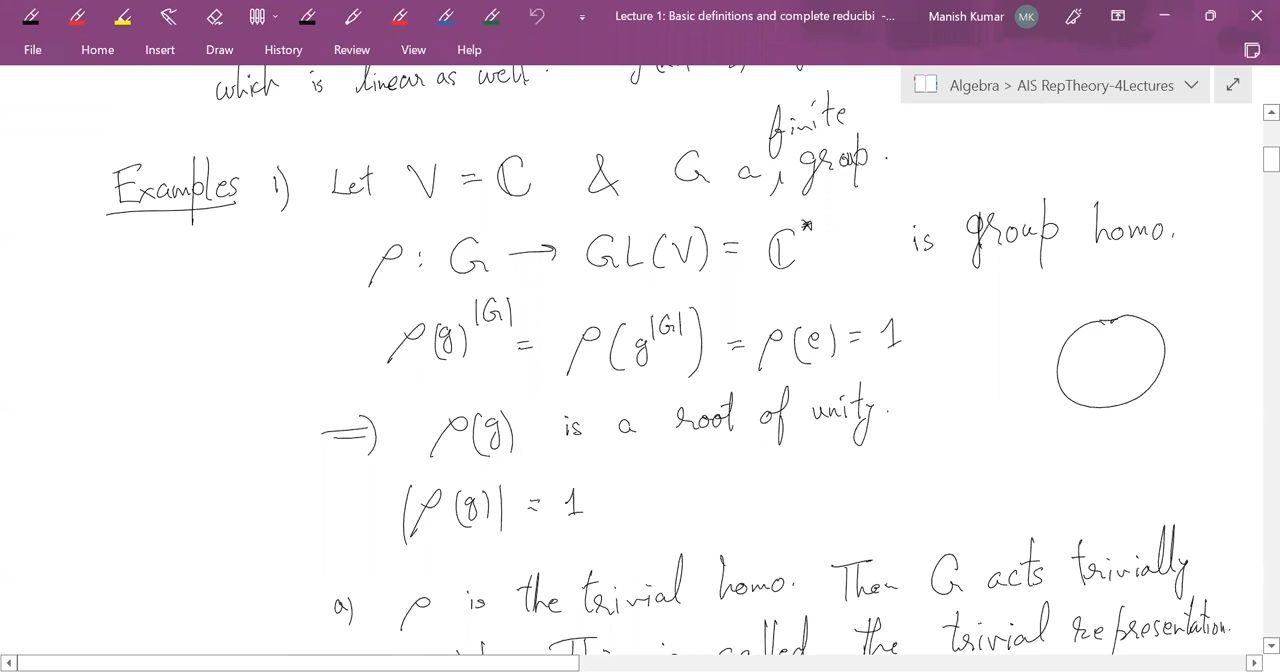 Lecture 1: Basic definitions and complete reducibi -...
Manish Kumar MK
File Home Insert Draw History Review View Help
Algebra > AIS RepTheory-4Lectures
which is linear as well.
Examples 1) Let V = ℂ & G a finite group.
ρ : G → GL(V) = ℂ* is group homo.
ρ(g)^|G| = ρ(g^|G|) = ρ(e) = 1
⇒ ρ(g) is a root of unity.
|ρ(g)| = 1
a) ρ is the trivial homo. Then G acts trivially
This is called the trivial representation.